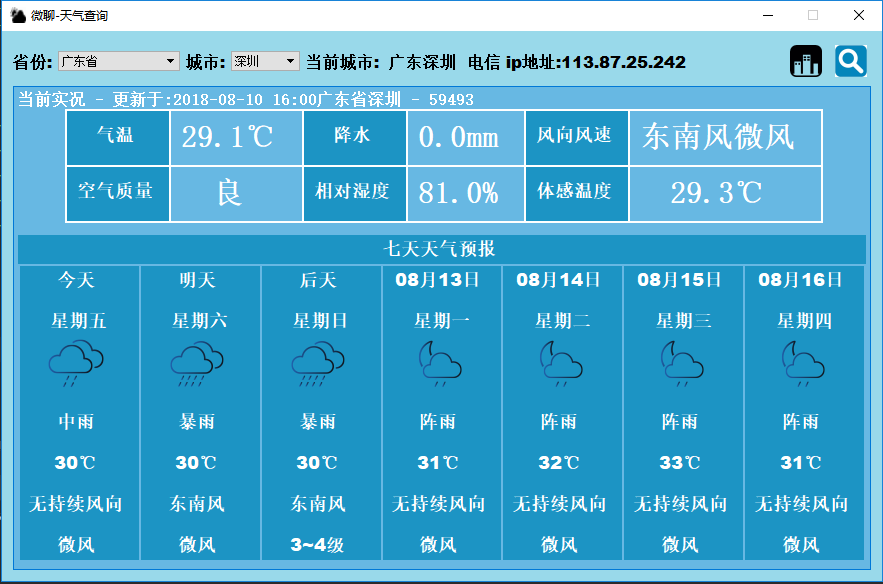 微聊-天气查询
省份: 广东省 城市: 深圳 当前城市: 广东深圳 电信 ip地址:113.87.25.242
当前实况 - 更新于:2018-08-10 16:00广东省深圳 - 59493
气温 29.1℃ 降水 0.0mm 风向风速 东南风微风
空气质量 良 相对湿度 81.0% 体感温度 29.3℃
七天天气预报
今天 明天 后天 08月13日 08月14日 08月15日 08月16日
星期五 星期六 星期日 星期一 星期二 星期三 星期四
中雨 暴雨 暴雨 阵雨 阵雨 阵雨 阵雨
30℃ 30℃ 30℃ 31℃ 32℃ 33℃ 31℃
无持续风向 东南风 东南风 无持续风向 无持续风向 无持续风向 无持续风向
微风 微风 3~4级 微风 微风 微风 微风